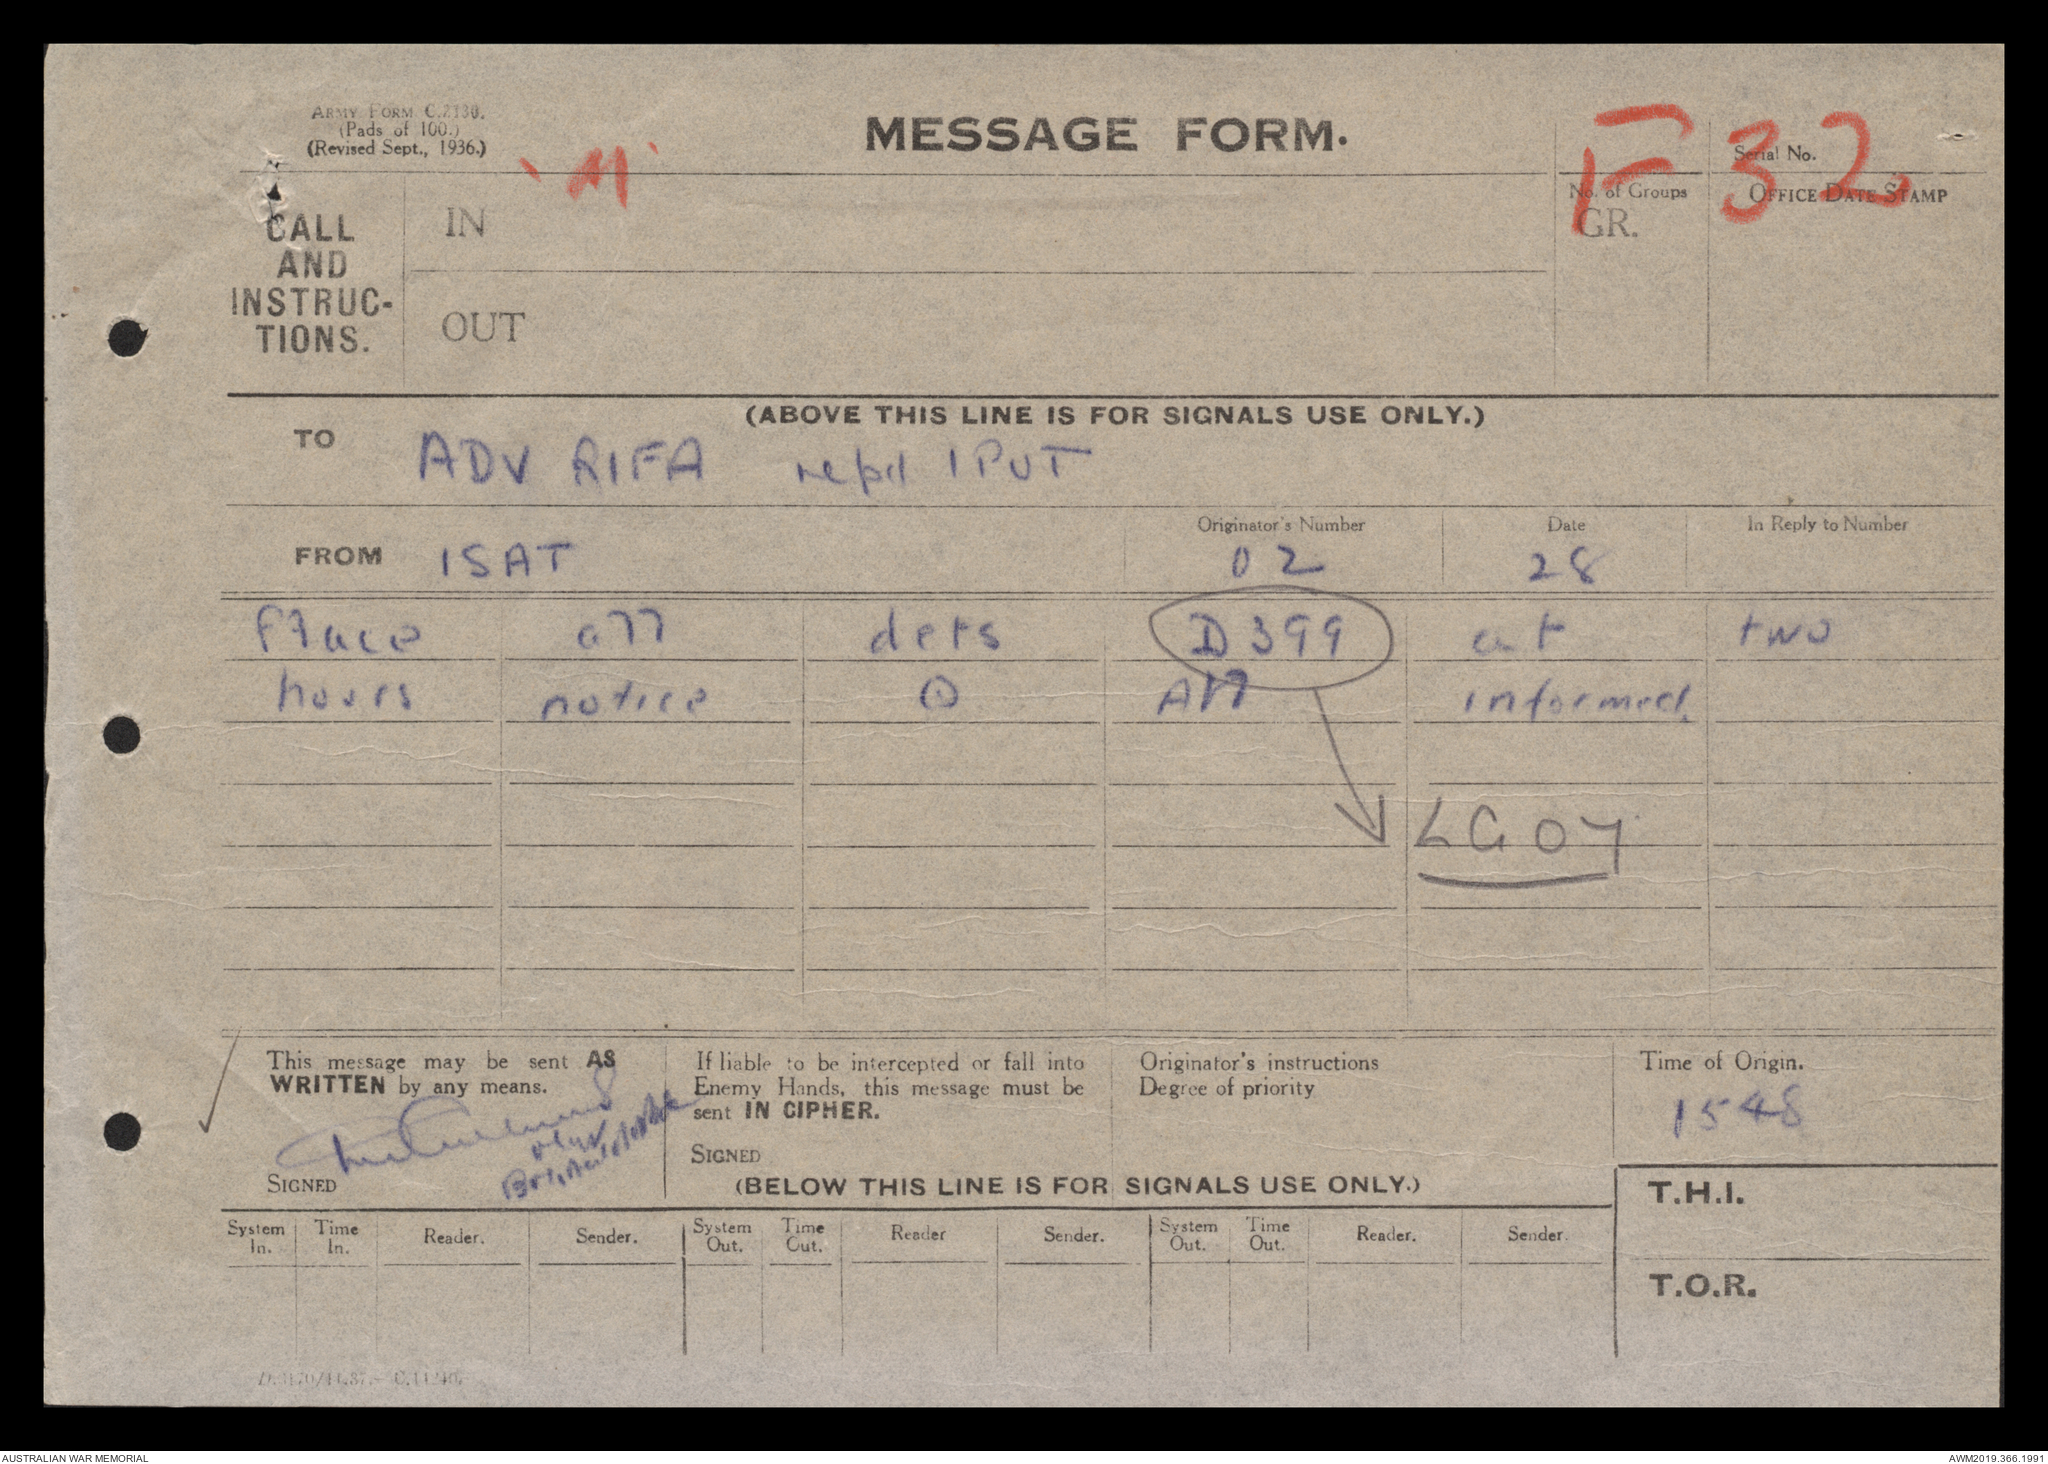 ARMY FORM C.2130.
(Pads of 100.)
(Revised Sept., 1936.)
'M'
MESSAGE FORM.
F 32
Serial No.
CALL AND INSTRUC-TIONS.
IN
OUT
No. of Groups
GR.
OFFICE DATE STAMP
(ABOVE THIS LINE IS FOR SIGNALS USE ONLY.)
TO ADV RIFA reptd IPUT
FROM ISAT
Originator's Number 02
Date 28
In Reply to Number
Place all dets D399 at two
hours notice ⊙ All informed
LG07
This message may be sent AS
WRITTEN by any means.
SIGNED
If liable to be intercepted or fall into
Enemy Hands, this message must be
sent IN CIPHER.
SIGNED
Originator's instructions
Degree of priority
Time of Origin.
1548
(BELOW THIS LINE IS FOR SIGNALS USE ONLY.)
T.H.I.
System In. Time In. Reader. Sender. System Out. Time Out. Reader Sender. System Out. Time Out. Reader. Sender.
T.O.R.
AUSTRALIAN WAR MEMORIAL
AWM2019.366.1991